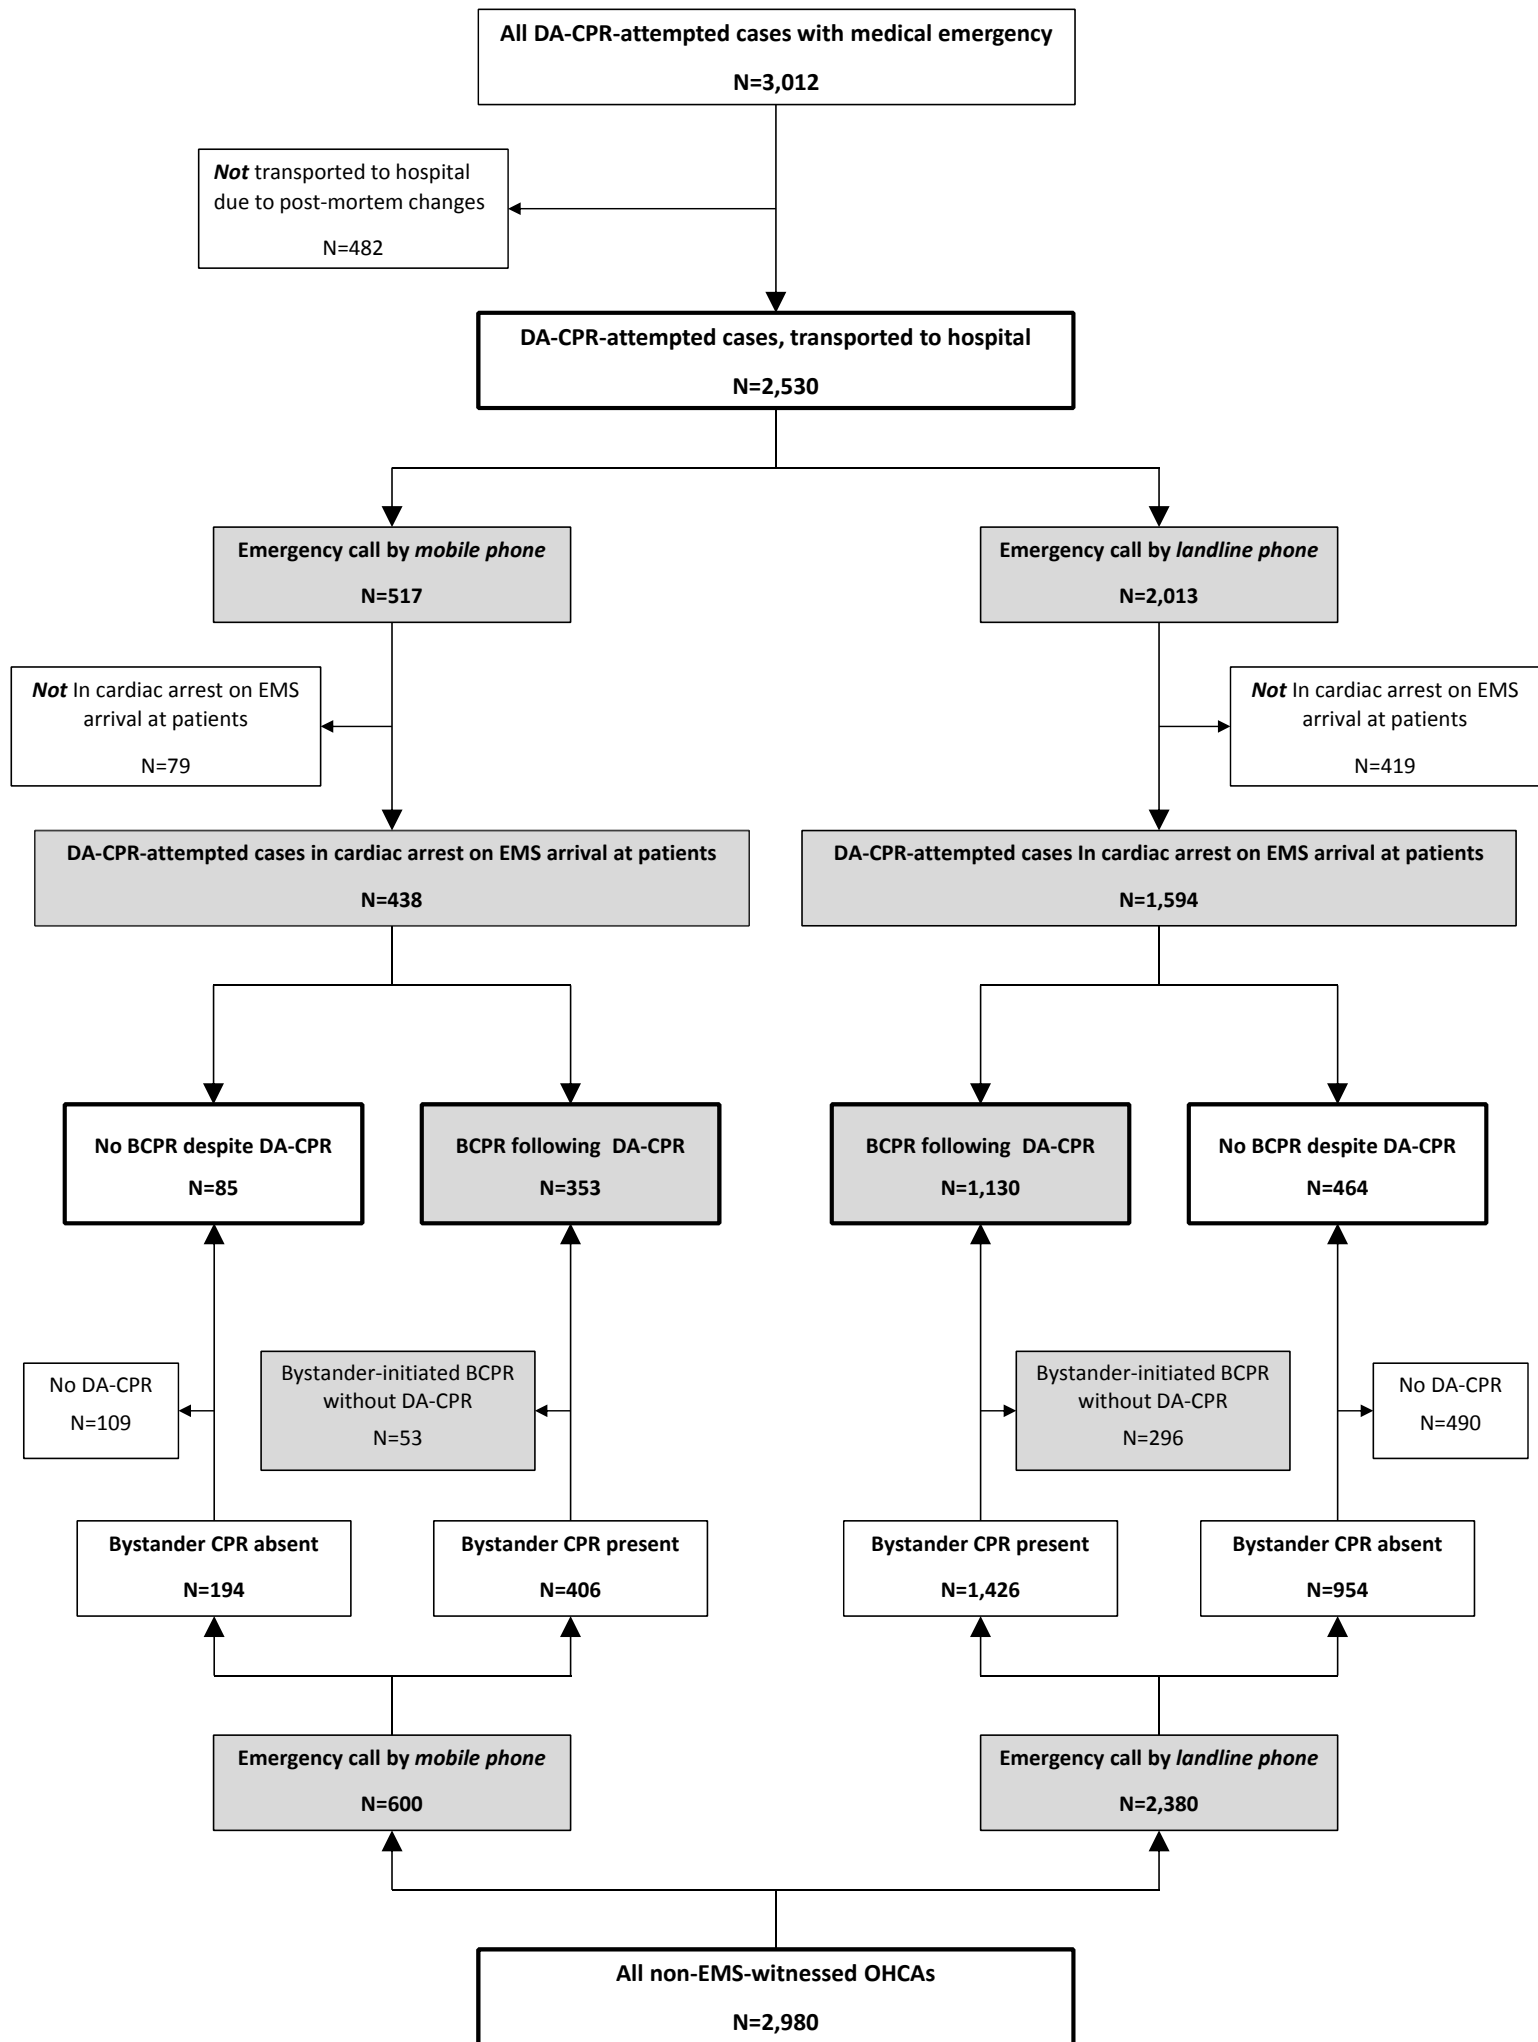 All DA-CPR-attempted cases with medical emergency
N=3,012
Not transported to hospital
due to post-mortem changes
N=482
DA-CPR-attempted cases, transported to hospital
N=2,530
Emergency call by mobile phone
N=517
Emergency call by landline phone
N=2,013
Not In cardiac arrest on EMS
arrival at patients
N=79
Not In cardiac arrest on EMS
arrival at patients
N=419
DA-CPR-attempted cases in cardiac arrest on EMS arrival at patients
N=438
DA-CPR-attempted cases In cardiac arrest on EMS arrival at patients
N=1,594
No BCPR despite DA-CPR
N=85
BCPR following DA-CPR
N=353
BCPR following DA-CPR
N=1,130
No BCPR despite DA-CPR
N=464
No DA-CPR
N=109
Bystander-initiated BCPR
without DA-CPR
N=53
Bystander-initiated BCPR
without DA-CPR
N=296
No DA-CPR
N=490
Bystander CPR absent
N=194
Bystander CPR present
N=406
Bystander CPR present
N=1,426
Bystander CPR absent
N=954
Emergency call by mobile phone
N=600
Emergency call by landline phone
N=2,380
All non-EMS-witnessed OHCAs
N=2,980